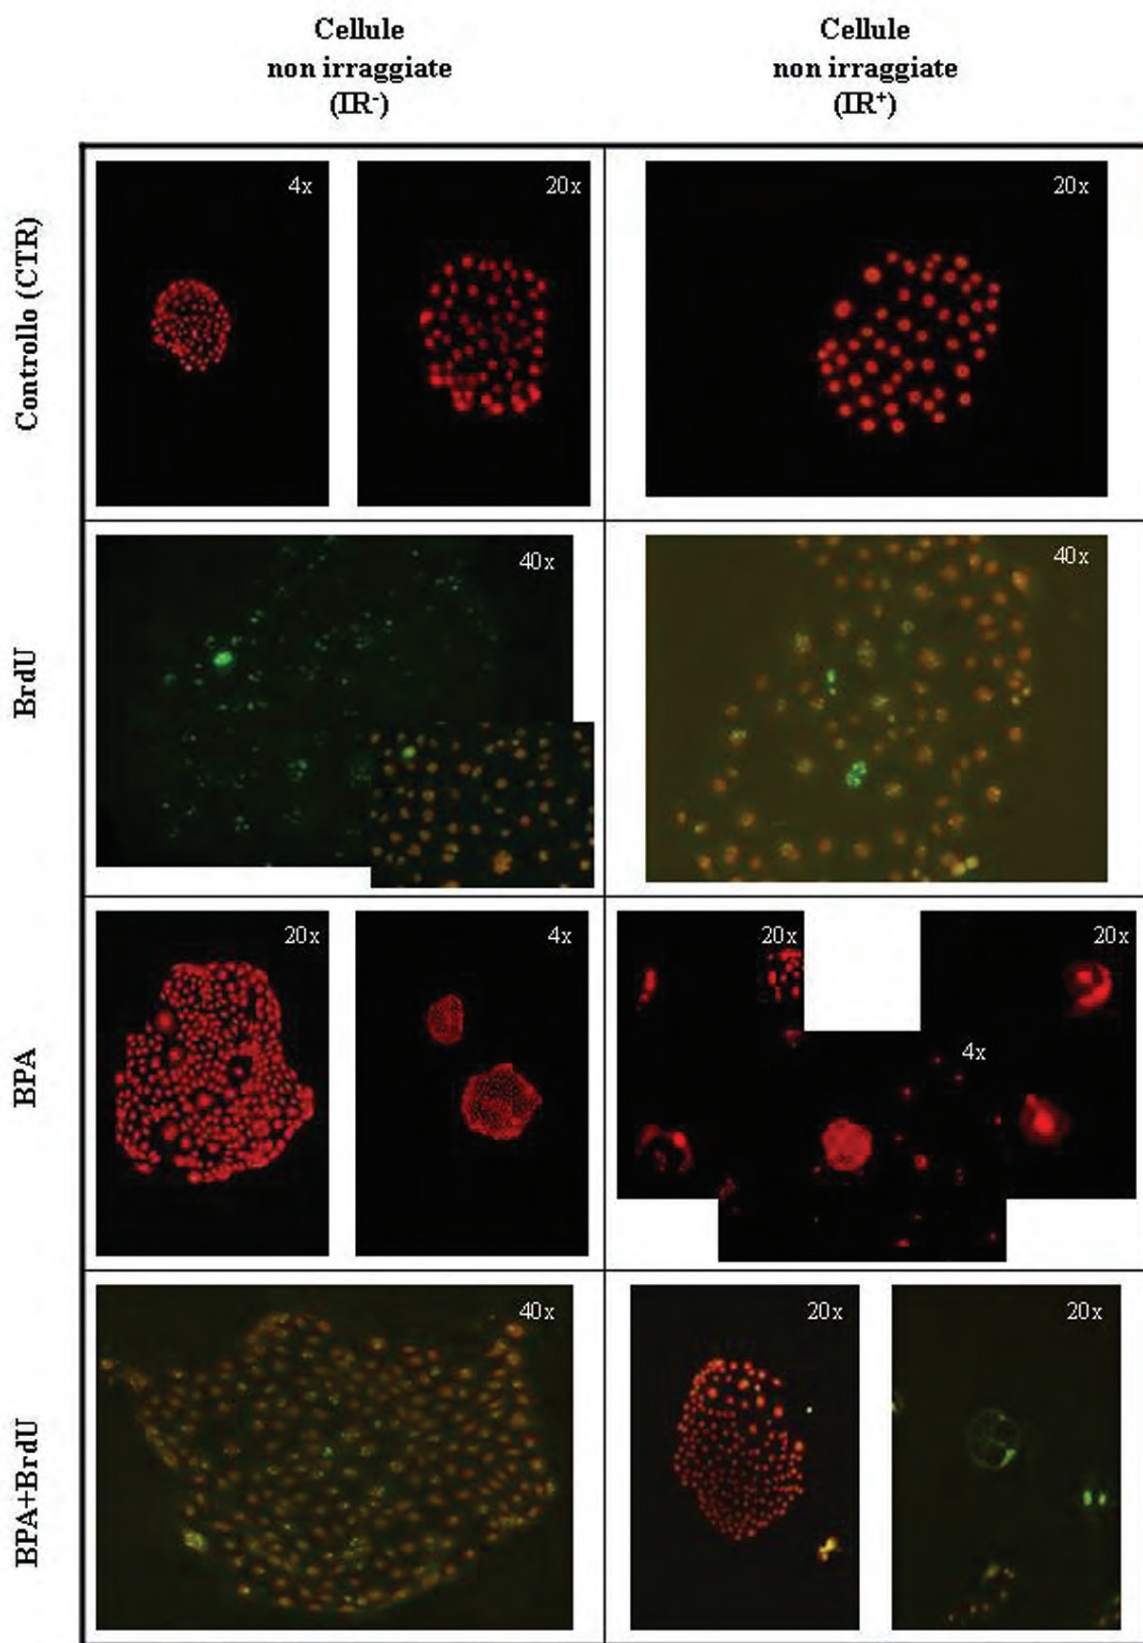 Cellule
non irraggiate
(IR⁻)
Cellule
non irraggiate
(IR⁺)
Controllo (CTR)
4x
20x
20x
BrdU
40x
40x
BPA
20x
4x
20x
20x
4x
BPA+BrdU
40x
20x
20x